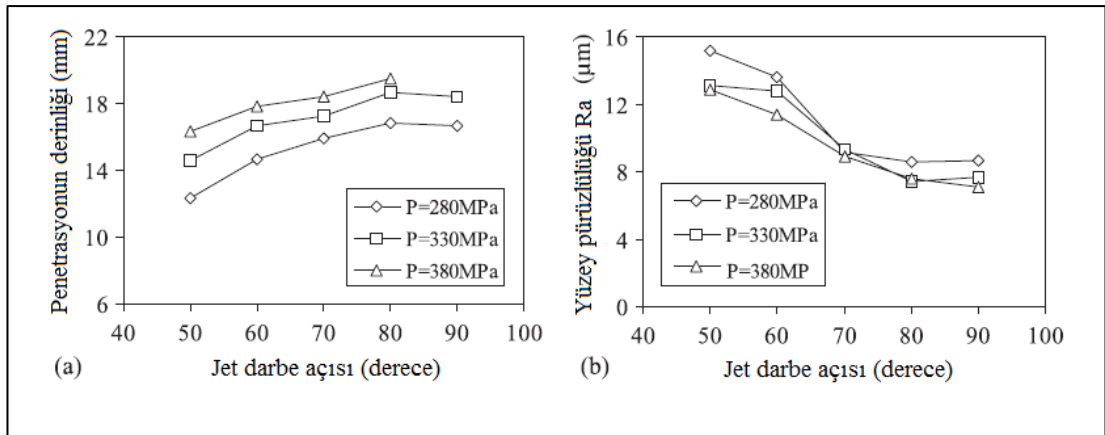 Penetrasyonun derinliği (mm)
22
18
14
10
6
P=280MPa
P=330MPa
P=380MPa
40 50 60 70 80 90 100
(a) Jet darbe açısı (derece)
Yüzey pürüzlülüğü Ra (µm)
16
12
8
4
0
P=280MPa
P=330MPa
P=380MP
40 50 60 70 80 90 100
(b) Jet darbe açısı (derece)